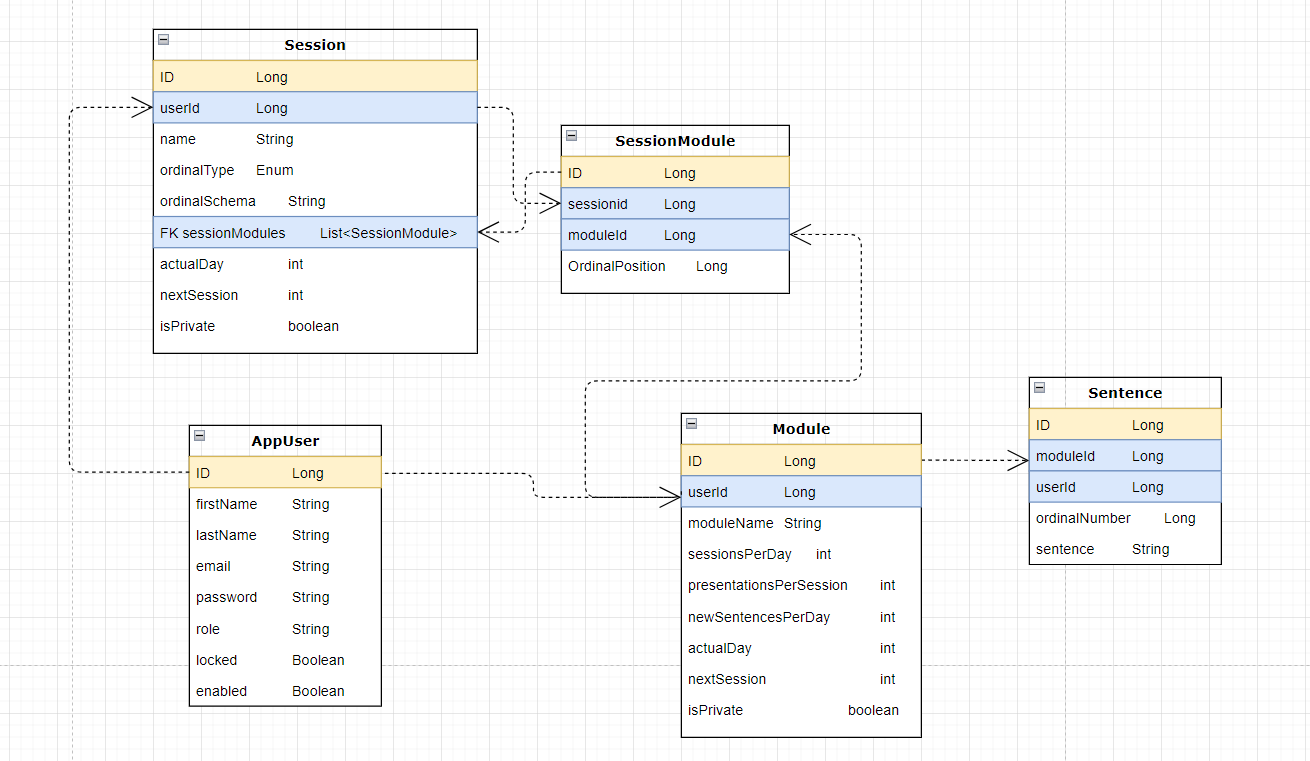 Session
ID Long
userId Long
name String
ordinalType Enum
ordinalSchema String
FK sessionModules List<SessionModule>
actualDay int
nextSession int
isPrivate boolean
SessionModule
ID Long
sessionid Long
moduleId Long
OrdinalPosition Long
AppUser
ID Long
firstName String
lastName String
email String
password String
role String
locked Boolean
enabled Boolean
Module
ID Long
userId Long
moduleName String
sessionsPerDay int
presentationsPerSession int
newSentencesPerDay int
actualDay int
nextSession int
isPrivate boolean
Sentence
ID Long
moduleId Long
userId Long
ordinalNumber Long
sentence String